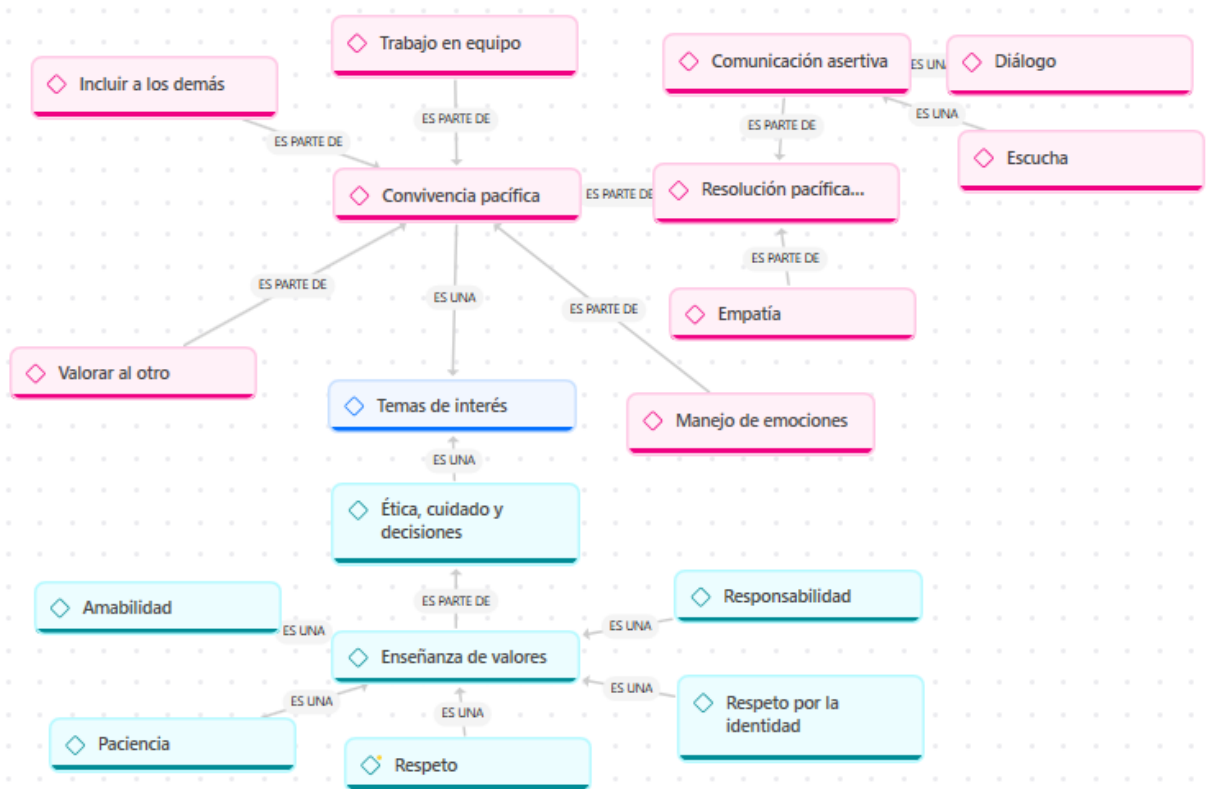 Trabajo en equipo
Comunicación asertiva
ES UN
Diálogo
Incluir a los demás
ES PARTE DE
ES PARTE DE
ES PARTE DE
ES UNA
Escucha
Convivencia pacífica
ES PARTE DE
Resolución pacífica...
ES PARTE DE
ES UNA
ES PARTE DE
ES PARTE DE
Empatía
Valorar al otro
Temas de interés
Manejo de emociones
ES UNA
Ética, cuidado y
decisiones
ES PARTE DE
Amabilidad
Responsabilidad
ES UNA
ES UNA
Enseñanza de valores
ES UNA
ES UNA
ES UNA
Respeto por la
identidad
Paciencia
Respeto